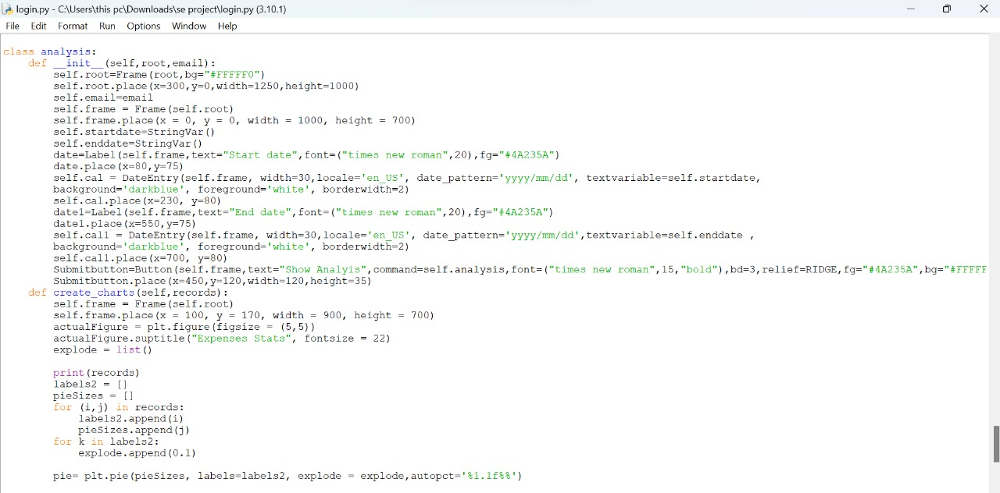 login.py - C:\Users\this pc\Downloads\se project\login.py (3.10.1)
File Edit Format Run Options Window Help
class analysis:
    def __init__(self,root,email):
        self.root=Frame(root,bg="#FFFFF0")
        self.root.place(x=300,y=0,width=1250,height=1000)
        self.email=email
        self.frame = Frame(self.root)
        self.frame.place(x = 0, y = 0, width = 1000, height = 700)
        self.startdate=StringVar()
        self.enddate=StringVar()
        date=Label(self.frame,text="Start date",font=("times new roman",20),fg="#4A235A")
        date.place(x=80,y=75)
        self.cal = DateEntry(self.frame, width=30,locale='en_US', date_pattern='yyyy/mm/dd', textvariable=self.startdate,
        background='darkblue', foreground='white', borderwidth=2)
        self.cal.place(x=230, y=80)
        date1=Label(self.frame,text="End date",font=("times new roman",20),fg="#4A235A")
        date1.place(x=550,y=75)
        self.cal1 = DateEntry(self.frame, width=30,locale='en_US', date_pattern='yyyy/mm/dd',textvariable=self.enddate ,
        background='darkblue', foreground='white', borderwidth=2)
        self.cal1.place(x=700, y=80)
        Submitbutton=Button(self.frame,text="Show Analyis",command=self.analysis,font=("times new roman",15,"bold"),bd=3,relief=RIDGE,fg="#4A235A",bg="#FFFFF
        Submitbutton.place(x=450,y=120,width=120,height=35)
    def create_charts(self,records):
        self.frame = Frame(self.root)
        self.frame.place(x = 100, y = 170, width = 900, height = 700)
        actualFigure = plt.figure(figsize = (5,5))
        actualFigure.suptitle("Expenses Stats", fontsize = 22)
        explode = list()
        print(records)
        labels2 = []
        pieSizes = []
        for (i,j) in records:
            labels2.append(i)
            pieSizes.append(j)
        for k in labels2:
            explode.append(0.1)
        pie= plt.pie(pieSizes, labels=labels2, explode = explode,autopct='%1.1f%%')